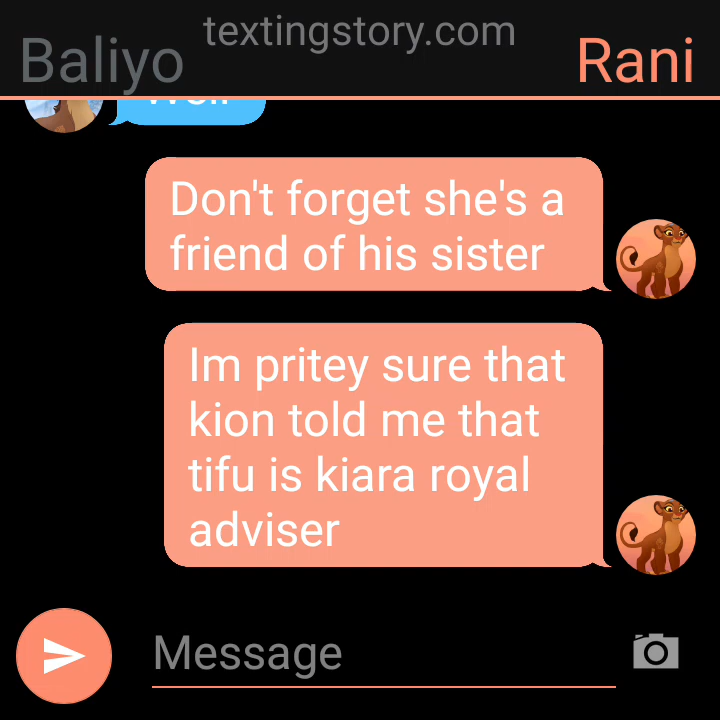 textingstory.com
Baliyo
Rani
Don't forget she's a
friend of his sister
Im pritey sure that
kion told me that
tifu is kiara royal
adviser
Message